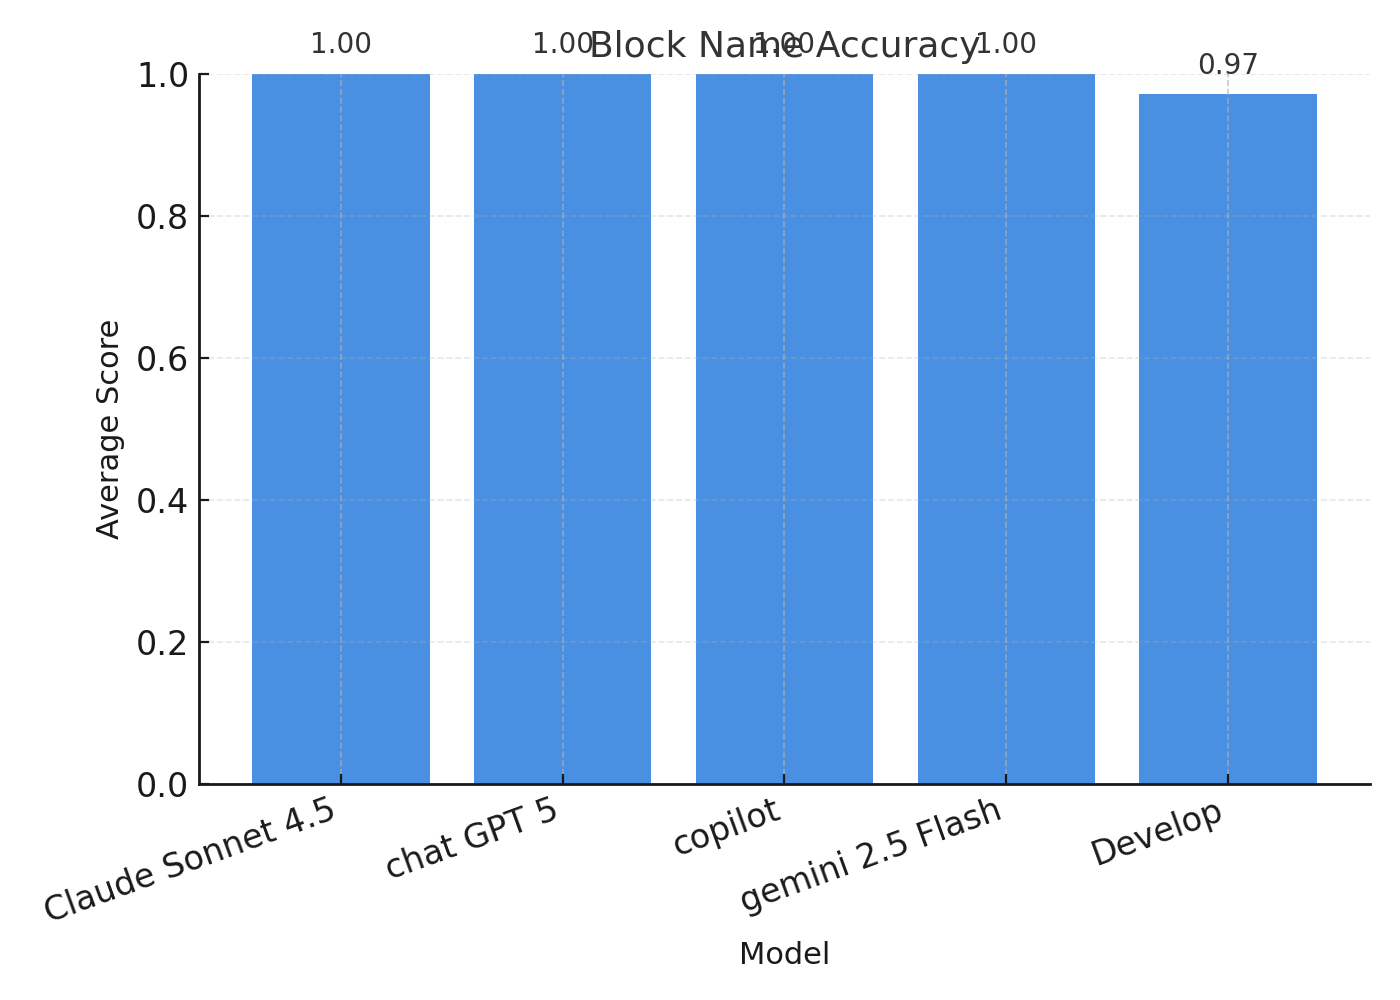 Block Name Accuracy
1.00
1.00
1.00
1.00
0.97
1.0
0.8
0.6
0.4
0.2
0.0
Average Score
Claude Sonnet 4.5
chat GPT 5
copilot
gemini 2.5 Flash
Develop
Model